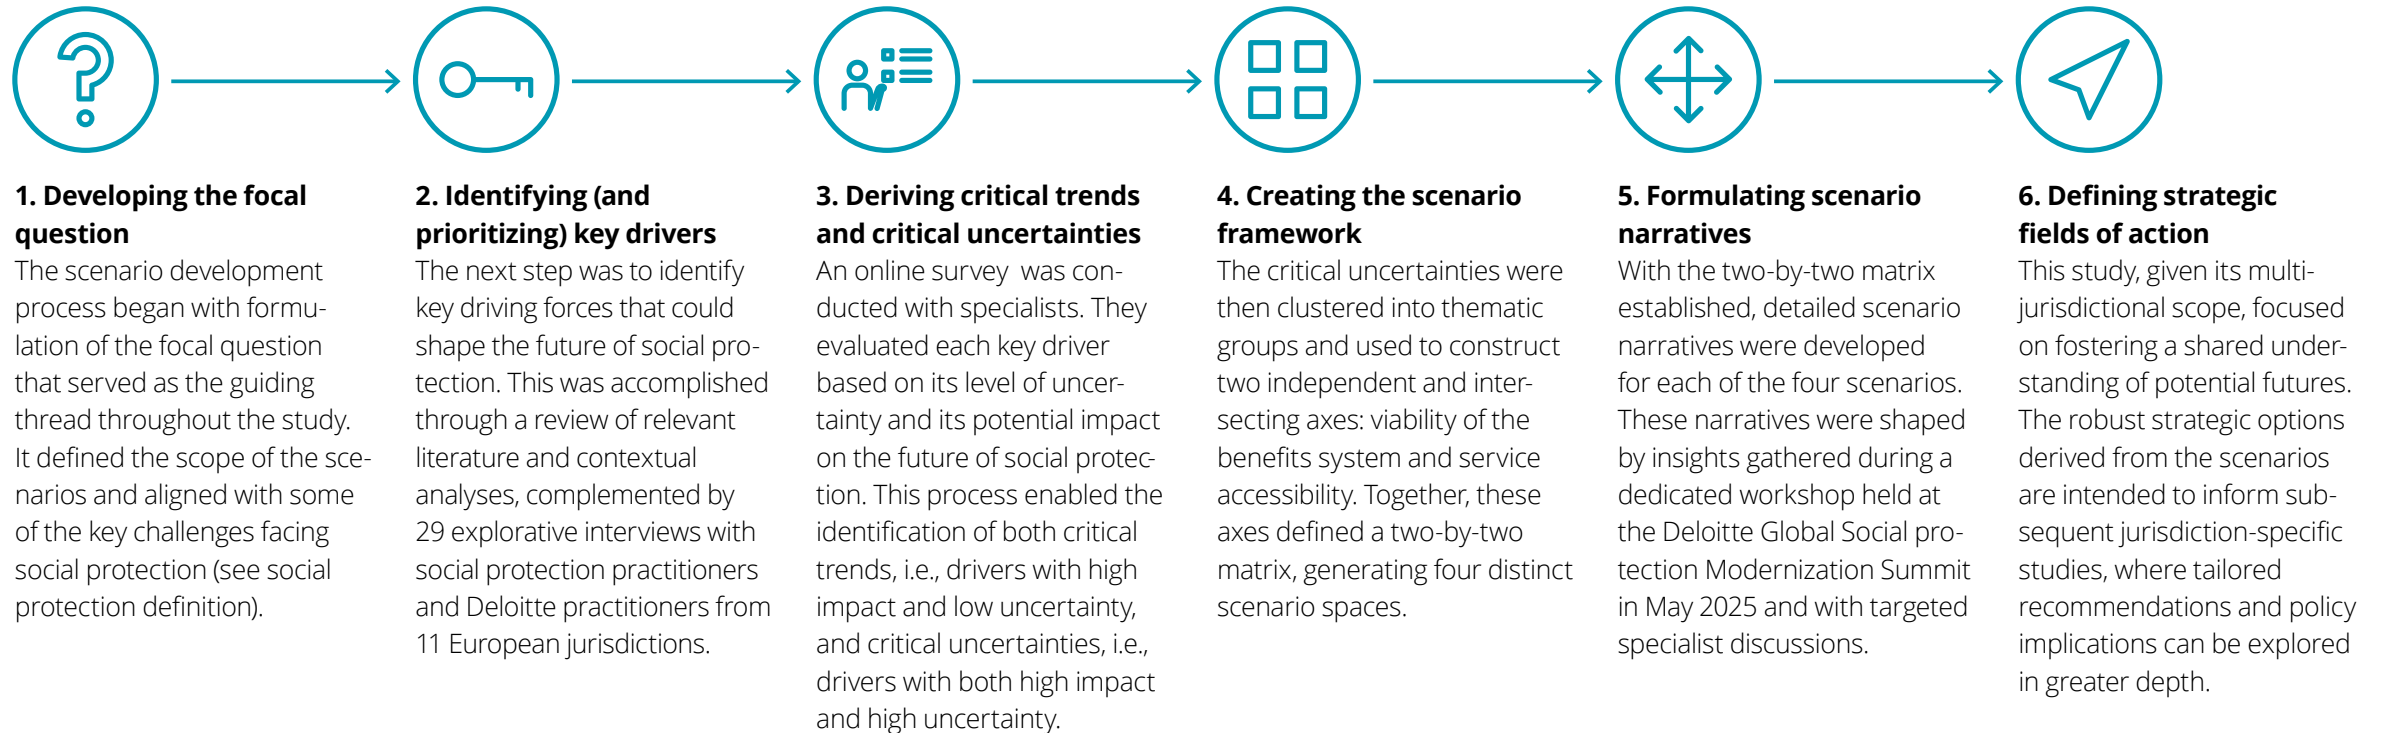 1. Developing the focal
question
The scenario development
process began with formu-
lation of the focal question
that served as the guiding
thread throughout the study.
It defined the scope of the sce-
narios and aligned with some
of the key challenges facing
social protection (see social
protection definition).
2. Identifying (and
prioritizing) key drivers
The next step was to identify
key driving forces that could
shape the future of social pro-
tection. This was accomplished
through a review of relevant
literature and contextual
analyses, complemented by
29 explorative interviews with
social protection practitioners
and Deloitte practitioners from
11 European jurisdictions.
3. Deriving critical trends
and critical uncertainties
An online survey  was con-
ducted with specialists. They
evaluated each key driver
based on its level of uncer-
tainty and its potential impact
on the future of social protec-
tion. This process enabled the
identification of both critical
trends, i.e., drivers with high
impact and low uncertainty,
and critical uncertainties, i.e.,
drivers with both high impact
and high uncertainty.
4. Creating the scenario
framework
The critical uncertainties were
then clustered into thematic
groups and used to construct
two independent and inter-
secting axes: viability of the
benefits system and service
accessibility. Together, these
axes defined a two-by-two
matrix, generating four distinct
scenario spaces.
5. Formulating scenario
narratives
With the two-by-two matrix
established, detailed scenario
narratives were developed
for each of the four scenarios.
These narratives were shaped
by insights gathered during a
dedicated workshop held at
the Deloitte Global Social pro-
tection Modernization Summit
in May 2025 and with targeted
specialist discussions.
6. Defining strategic
fields of action
This study, given its multi-
jurisdictional scope, focused
on fostering a shared under-
standing of potential futures.
The robust strategic options
derived from the scenarios
are intended to inform sub-
sequent jurisdiction-specific
studies, where tailored
recommendations and policy
implications can be explored
in greater depth.